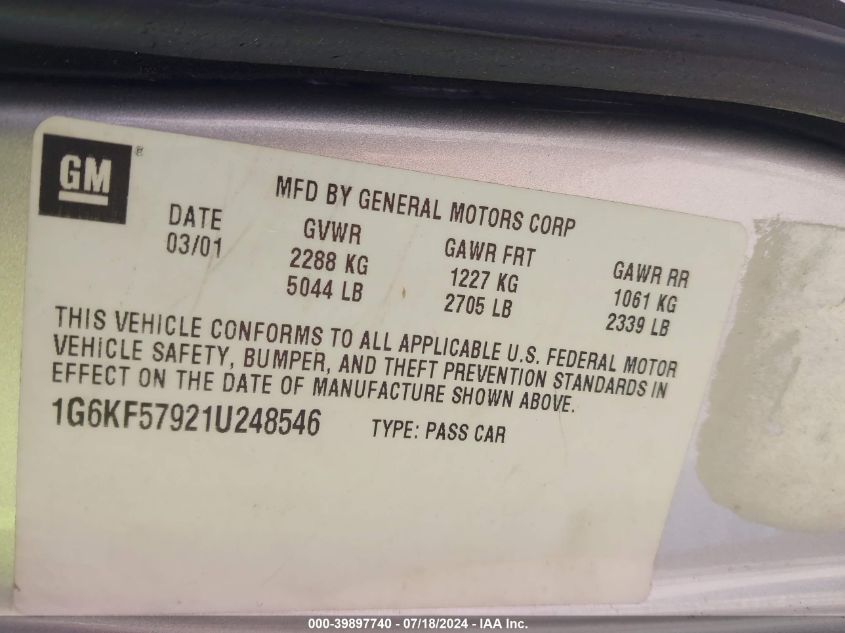 GM®
MFD BY GENERAL MOTORS CORP
DATE GVWR GAWR FRT GAWR RR
03/01 2288 KG 1227 KG 1061 KG
5044 LB 2705 LB 2339 LB
THIS VEHICLE CONFORMS TO ALL APPLICABLE U.S. FEDERAL MOTOR
VEHICLE SAFETY, BUMPER, AND THEFT PREVENTION STANDARDS IN
EFFECT ON THE DATE OF MANUFACTURE SHOWN ABOVE.
1G6KF57921U248546 TYPE: PASS CAR
000-39897740 - 07/18/2024 - IAA Inc.